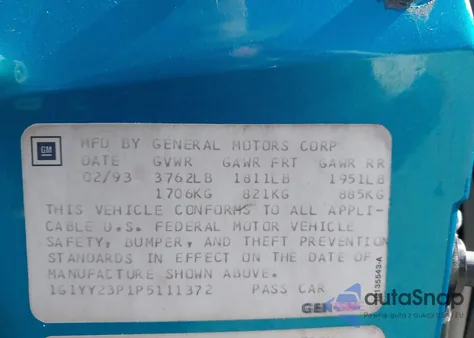 GM
MFD BY GENERAL MOTORS CORP
DATE GVWR GAWR FRT GAWR RR
02/93 3762LB 1811LB 1951LB
1706KG 821KG 885KG
THIS VEHICLE CONFORMS TO ALL APPLI-
CABLE U.S. FEDERAL MOTOR VEHICLE
SAFETY, BUMPER, AND THEFT PREVENTION
STANDARDS IN EFFECT ON THE DATE OF
MANUFACTURE SHOWN ABOVE.
1G1YY23P1P5111372 PASS CAR
autaSnap